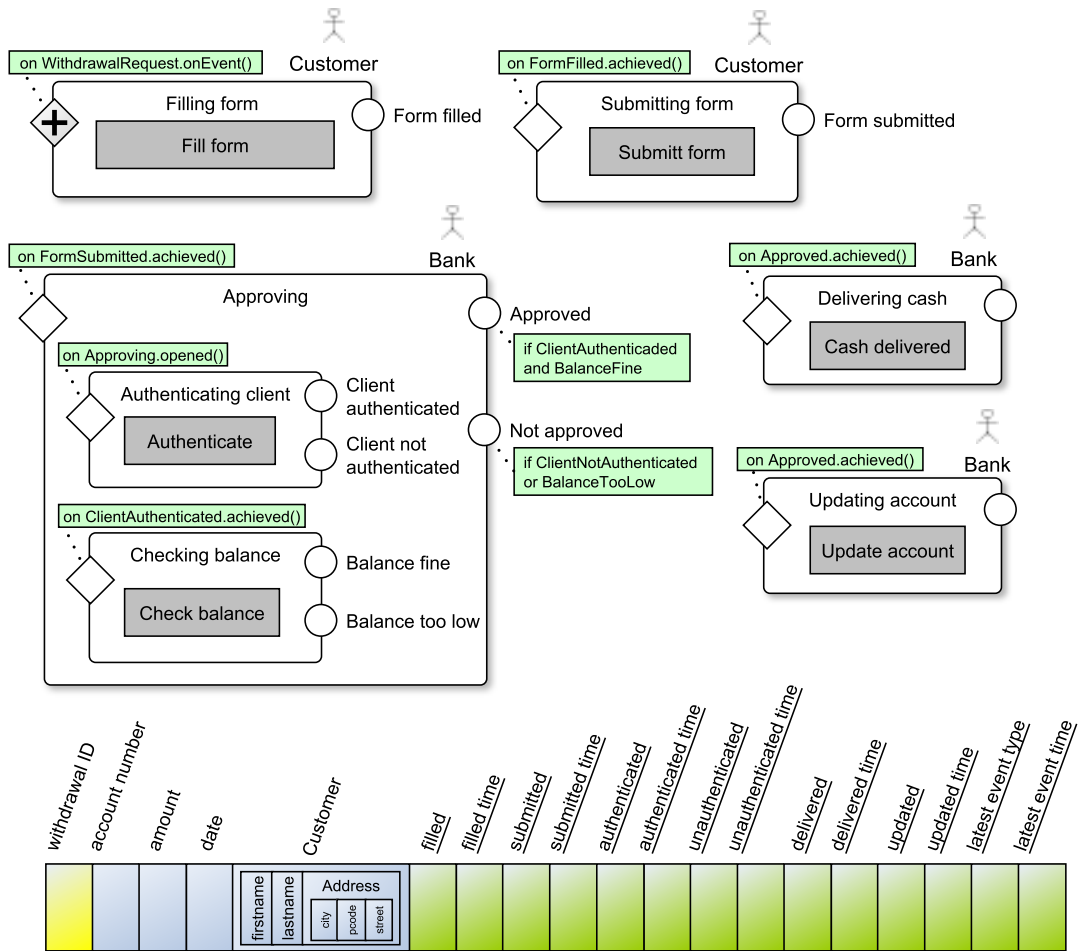 on WithdrawalRequest.onEvent()
Customer
Filling form
Fill form
Form filled
on FormFilled.achieved()
Customer
Submitting form
Submitt form
Form submitted
on FormSubmitted.achieved()
Bank
Approving
Approved
if ClientAuthenticaded
and BalanceFine
Not approved
if ClientNotAuthenticated
or BalanceTooLow
on Approving.opened()
Authenticating client
Authenticate
Client
authenticated
Client not
authenticated
on ClientAuthenticated.achieved()
Checking balance
Check balance
Balance fine
Balance too low
on Approved.achieved()
Bank
Delivering cash
Cash delivered
on Approved.achieved()
Bank
Updating account
Update account
withdrawal ID
account number
amount
date
Customer
filled
filled time
submitted
submitted time
authenticated
authenticated time
unauthenticated
unauthenticated time
delivered
delivered time
updated
updated time
latest event type
latest event time
firstname
lastname
Address
city
pcode
street